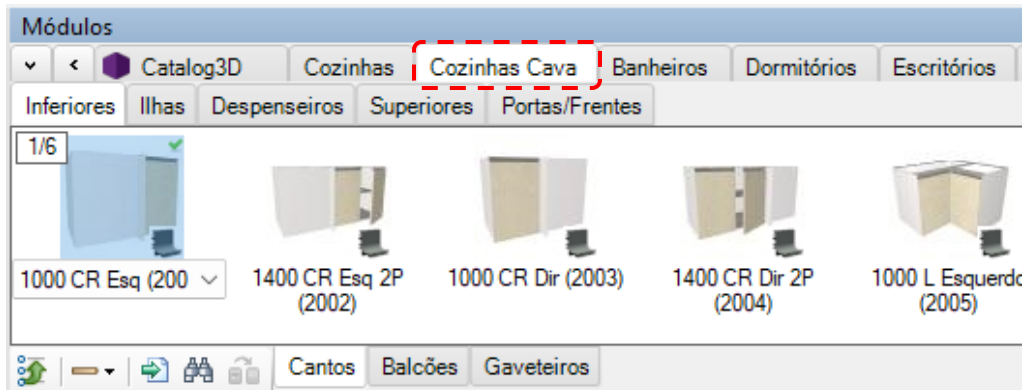 Módulos
Catalog3D Cozinhas Cozinhas Cava Banheiros Dormitórios Escritórios
Inferiores Ilhas Despenseiros Superiores Portas/Frentes
1/6
1000 CR Esq (200 1400 CR Esq 2P 1000 CR Dir (2003) 1400 CR Dir 2P 1000 L Esquerdo
(2002) (2004) (2005)
Cantos Balcões Gaveteiros